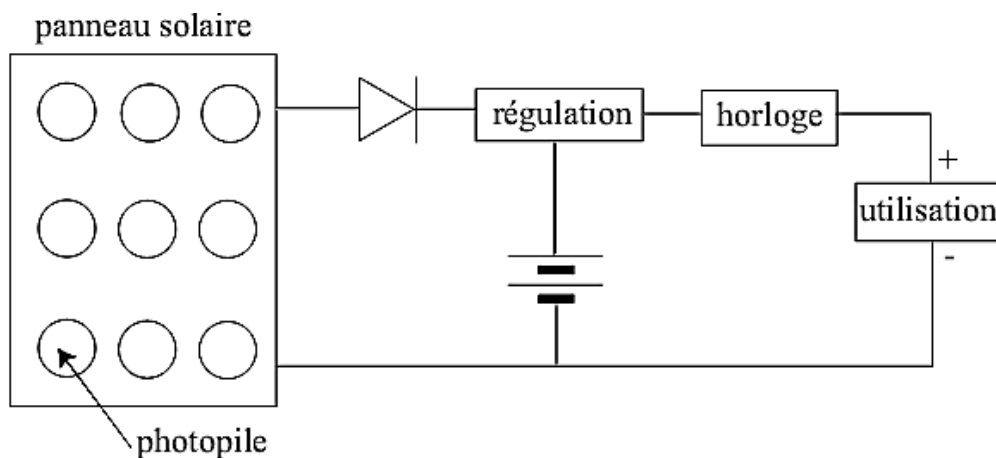 panneau solaire
régulation
horloge
+
utilisation
-
photopile